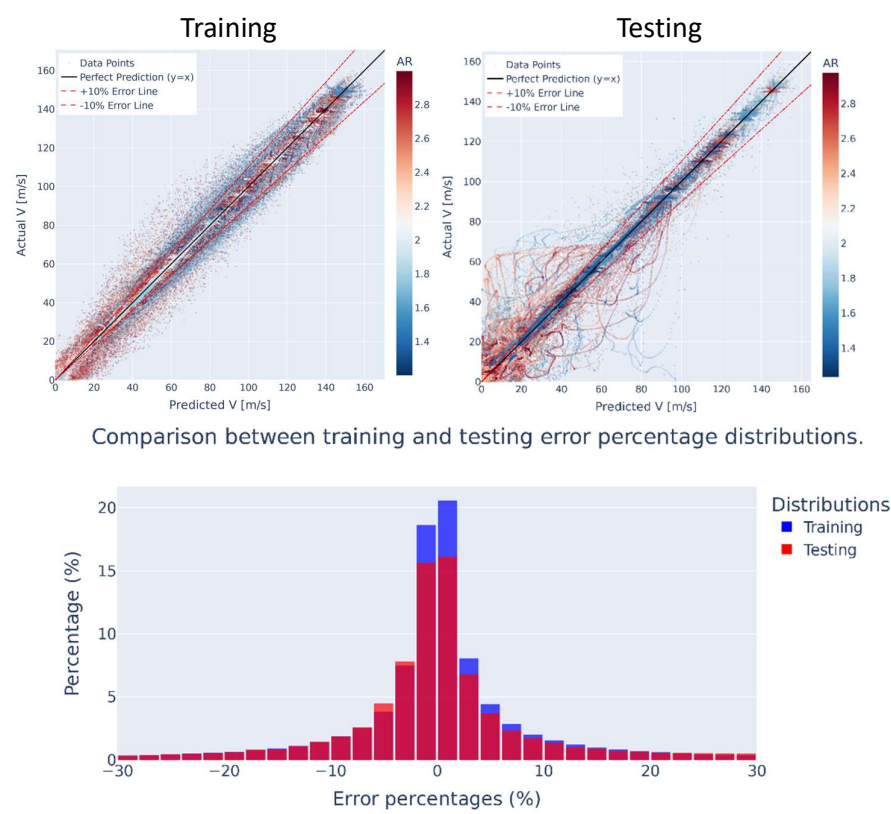 Training
Testing
Data Points
Perfect Prediction (y=x)
+10% Error Line
-10% Error Line
AR
160
140
120
100
80
60
40
20
0
0 20 40 60 80 100 120 140 160
Actual V [m/s]
Predicted V [m/s]
2.8
2.6
2.4
2.2
2
1.8
1.6
1.4
Data Points
Perfect Prediction (y=x)
+10% Error Line
-10% Error Line
AR
160
140
120
100
80
60
40
20
0
0 20 40 60 80 100 120 140 160
Actual V [m/s]
Predicted V [m/s]
2.8
2.6
2.4
2.2
2
1.8
1.6
1.4
Comparison between training and testing error percentage distributions.
20
15
10
5
0
−30 −20 −10 0 10 20 30
Percentage (%)
Error percentages (%)
Distributions
Training
Testing